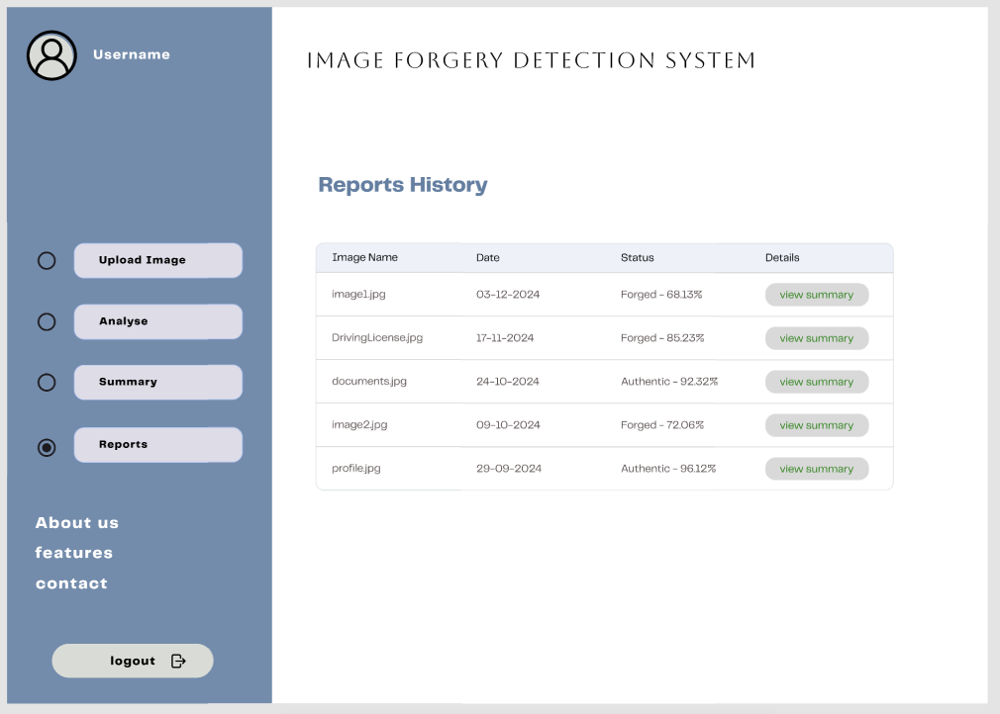 Username
IMAGE FORGERY DETECTION SYSTEM
Reports History
Upload Image
Analyse
Summary
Reports
About us
features
contact
logout
Image Name Date Status Details
image1.jpg 03-12-2024 Forged - 68.13% view summary
DrivingLicense.jpg 17-11-2024 Forged - 85.23% view summary
documents.jpg 24-10-2024 Authentic - 92.32% view summary
image2.jpg 09-10-2024 Forged - 72.06% view summary
profile.jpg 29-09-2024 Authentic - 96.12% view summary